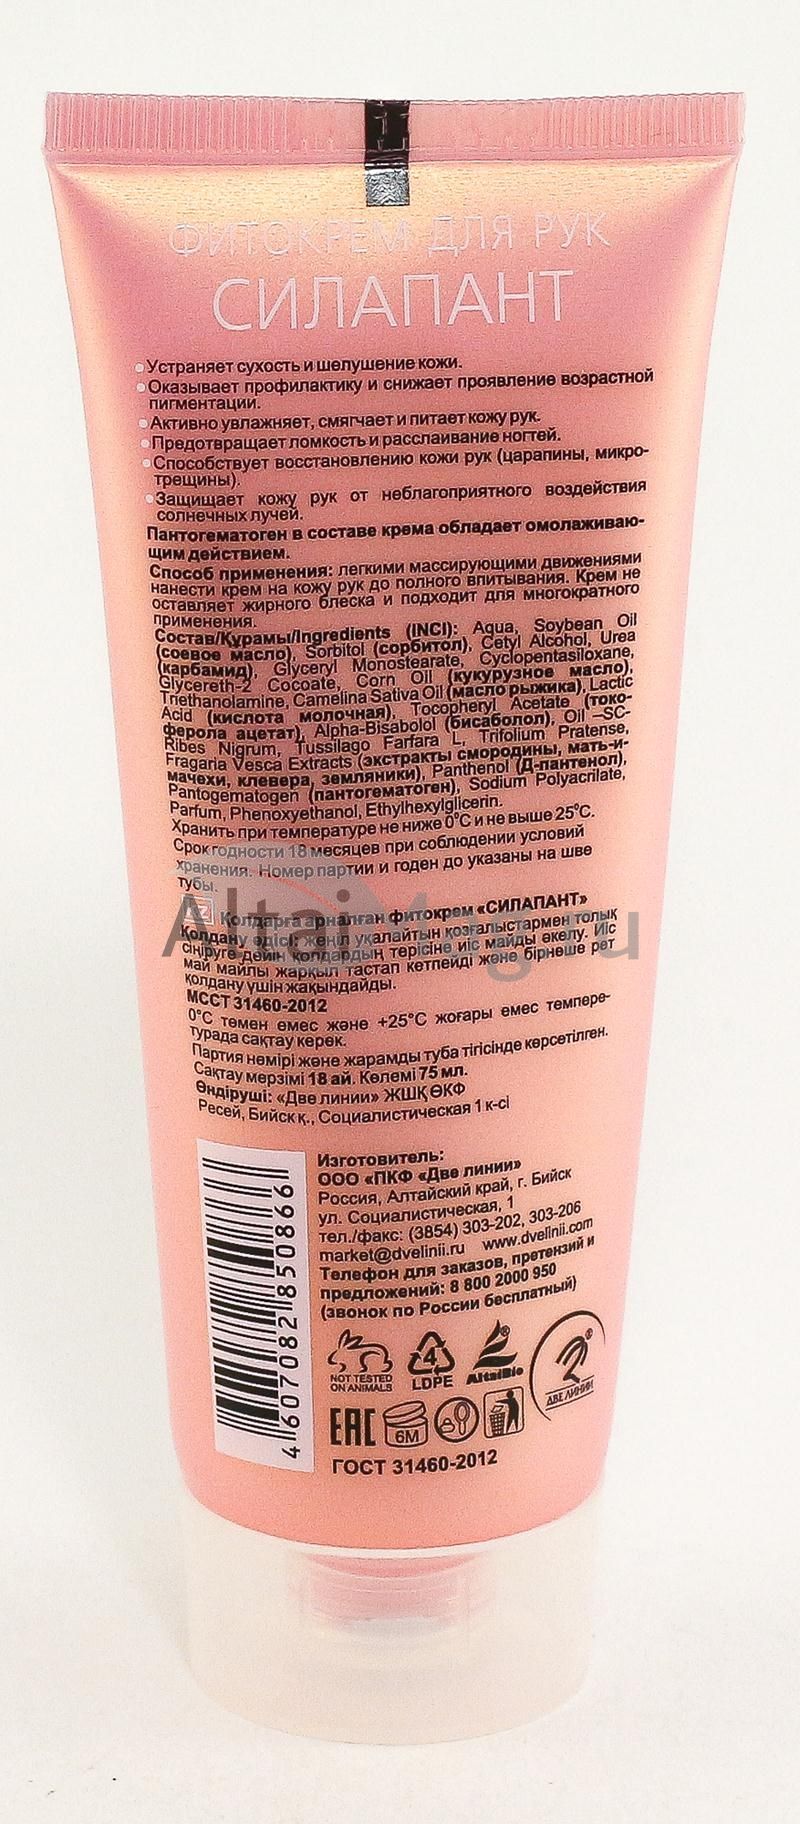 ФИТОКРЕМ ДЛЯ РУК
СИЛАПАНТ
Устраняет сухость и шелушение кожи.
Оказывает профилактику и снижает проявление возрастной
пигментации.
Активно увлажняет, смягчает и питает кожу рук.
Предотвращает ломкость и расслаивание ногтей.
Способствует восстановлению кожи рук (царапины, микро-
трещины).
Защищает кожу рук от неблагоприятного воздействия
солнечных лучей.
Пантогематоген в составе крема обладает омолаживаю-
щим действием.
Способ применения: легкими массирующими движениями
нанести крем на кожу рук до полного впитывания. Крем не
оставляет жирного блеска и подходит для многократного
применения.
Состав/Құрамы/Ingredients (INCI): Aqua, Soybean Oil
(соевое масло), Sorbitol (сорбитол), Cetyl Alcohol, Urea
(карбамид), Glyceryl Monostearate, Cyclopentasiloxane,
Glycereth-2 Cocoate, Corn Oil (кукурузное масло),
Triethanolamine, Camelina Sativa Oil (масло рыжика), Lactic
Acid (кислота молочная), Tocopheryl Acetate (токо-
ферола ацетат), Alpha-Bisabolol (бисаболол), Oil –SC-
Ribes Nigrum, Tussilago Farfara L, Trifolium Pratense,
Fragaria Vesca Extracts (экстракты смородины, мать-и-
мачехи, клевера, земляники), Panthenol (Д-пантенол),
Pantogematogen (пантогематоген), Sodium Polyacrilate,
Parfum, Phenoxyethanol, Ethylhexylglicerin.
Хранить при температуре не ниже 0°С и не выше 25°С.
Срок годности 18 месяцев при соблюдении условий
хранения. Номер партии и годен до указаны на шве
тубы.
AltaiMag.ru
KZ Қолдарға арналған фитокрем «СИЛАПАНТ»
Қолдану әдісі: жеңіл уқалайтын қозғалыстармен толық
сіңіруге дейін қолдардың терісіне иіс майды әкелу. Иіс
май майлы жарқыл тастап кетпейді және бірнеше рет
қолдану үшін жақындайды.
МССТ 31460-2012
0°С төмен емес және +25°С жоғары емес темпере-
турада сақтау керек.
Партия нөмірі және жарамды туба тігісінде көрсетілген.
Сақтау мерзімі 18 ай. Көлемі 75 мл.
Өндіруші: «Две линии» ЖШҚ ӨКФ
Ресей, Бийск қ., Социалистическая 1 к-сі
Изготовитель:
ООО «ПКФ «Две линии»
Россия, Алтайский край, г. Бийск
ул. Социалистическая, 1
тел./факс: (3854) 303-202, 303-206
market@dvelinii.ru www.dvelinii.com
Телефон для заказов, претензий и
предложений: 8 800 2000 950
(звонок по России бесплатный)
4 607082 850866
NOT TESTED
ON ANIMALS
4
LDPE
®
AltaiBio
®
ДВЕ ЛИНИИ
EAC
6M
ГОСТ 31460-2012